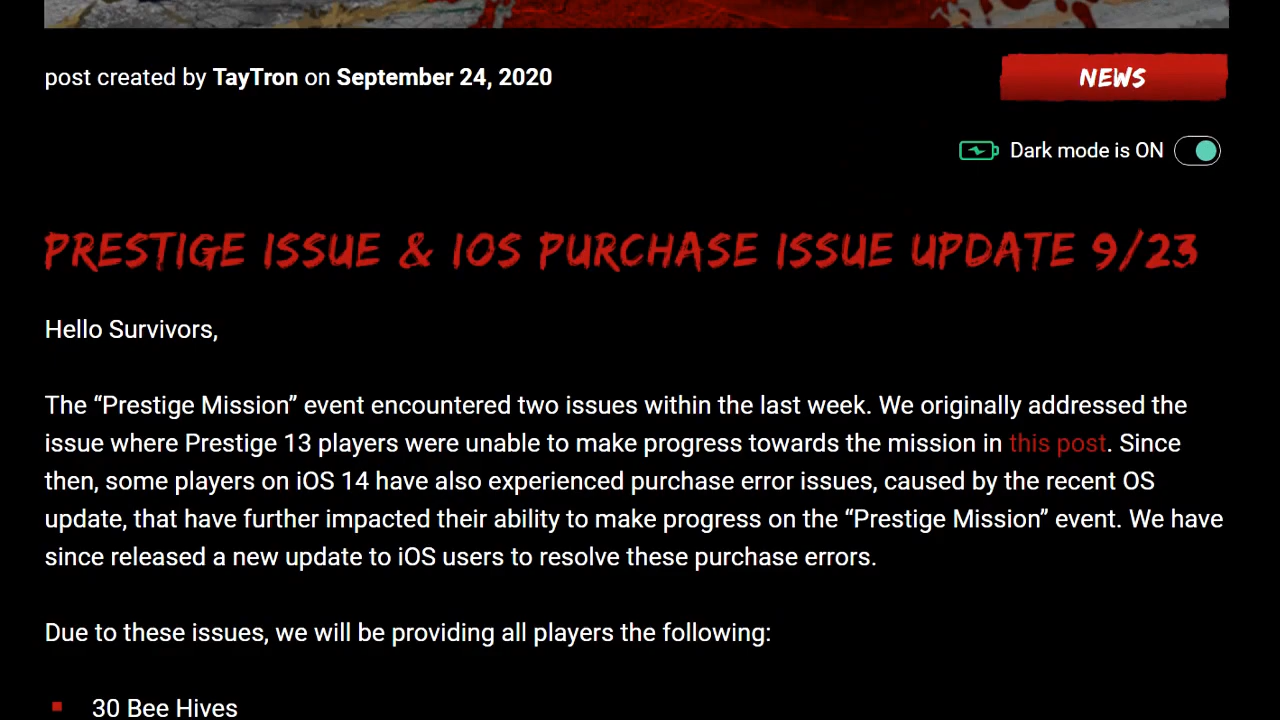 post created by TayTron on September 24, 2020
NEWS
Dark mode is ON
PRESTIGE ISSUE & IOS PURCHASE ISSUE UPDATE 9/23
Hello Survivors,
The “Prestige Mission” event encountered two issues within the last week. We originally addressed the
issue where Prestige 13 players were unable to make progress towards the mission in this post. Since
then, some players on iOS 14 have also experienced purchase error issues, caused by the recent OS
update, that have further impacted their ability to make progress on the “Prestige Mission” event. We have
since released a new update to iOS users to resolve these purchase errors.
Due to these issues, we will be providing all players the following:
30 Bee Hives